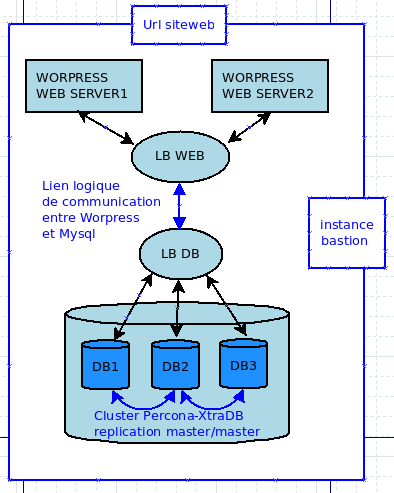 Url siteweb
WORPRESS
WEB SERVER1
WORPRESS
WEB SERVER2
LB WEB
Lien logique
de communication
entre Worpress
et Mysql
instance
bastion
LB DB
DB1
DB2
DB3
Cluster Percona-XtraDB
replication master/master